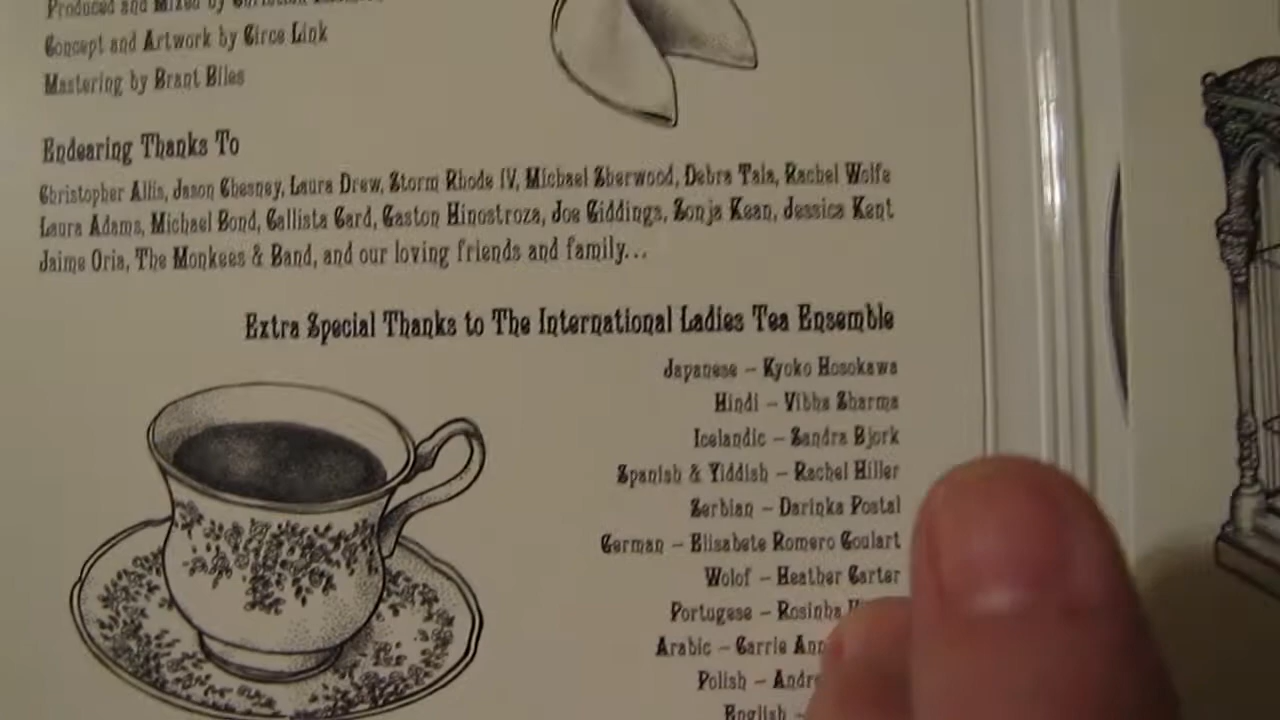 Produced and Mixed by
Concept and Artwork by Circe Link
Mastering by Brant Biles
Endearing Thanks To
Christopher Allis, Jason Chesney, Laura Drew, Storm Rhode IV, Michael Sherwood, Debra Tala, Rachel Wolfe
Laura Adams, Michael Bond, Callista Card, Gaston Hinostroza, Joe Giddings, Sonja Kean, Jessica Kent
Jaime Oria, The Monkees & Band, and our loving friends and family...
Extra Special Thanks to The International Ladies Tea Ensemble
Japanese – Kyoko Hosokawa
Hindi – Vibha Sharma
Icelandic – Sandra Bjork
Spanish & Yiddish – Rachel Hiller
Serbian – Darinka Postal
German – Elisabete Romero Goulart
Wolof – Heather Carter
Portugese – Rosinha
Arabic – Carrie
Polish –
English –